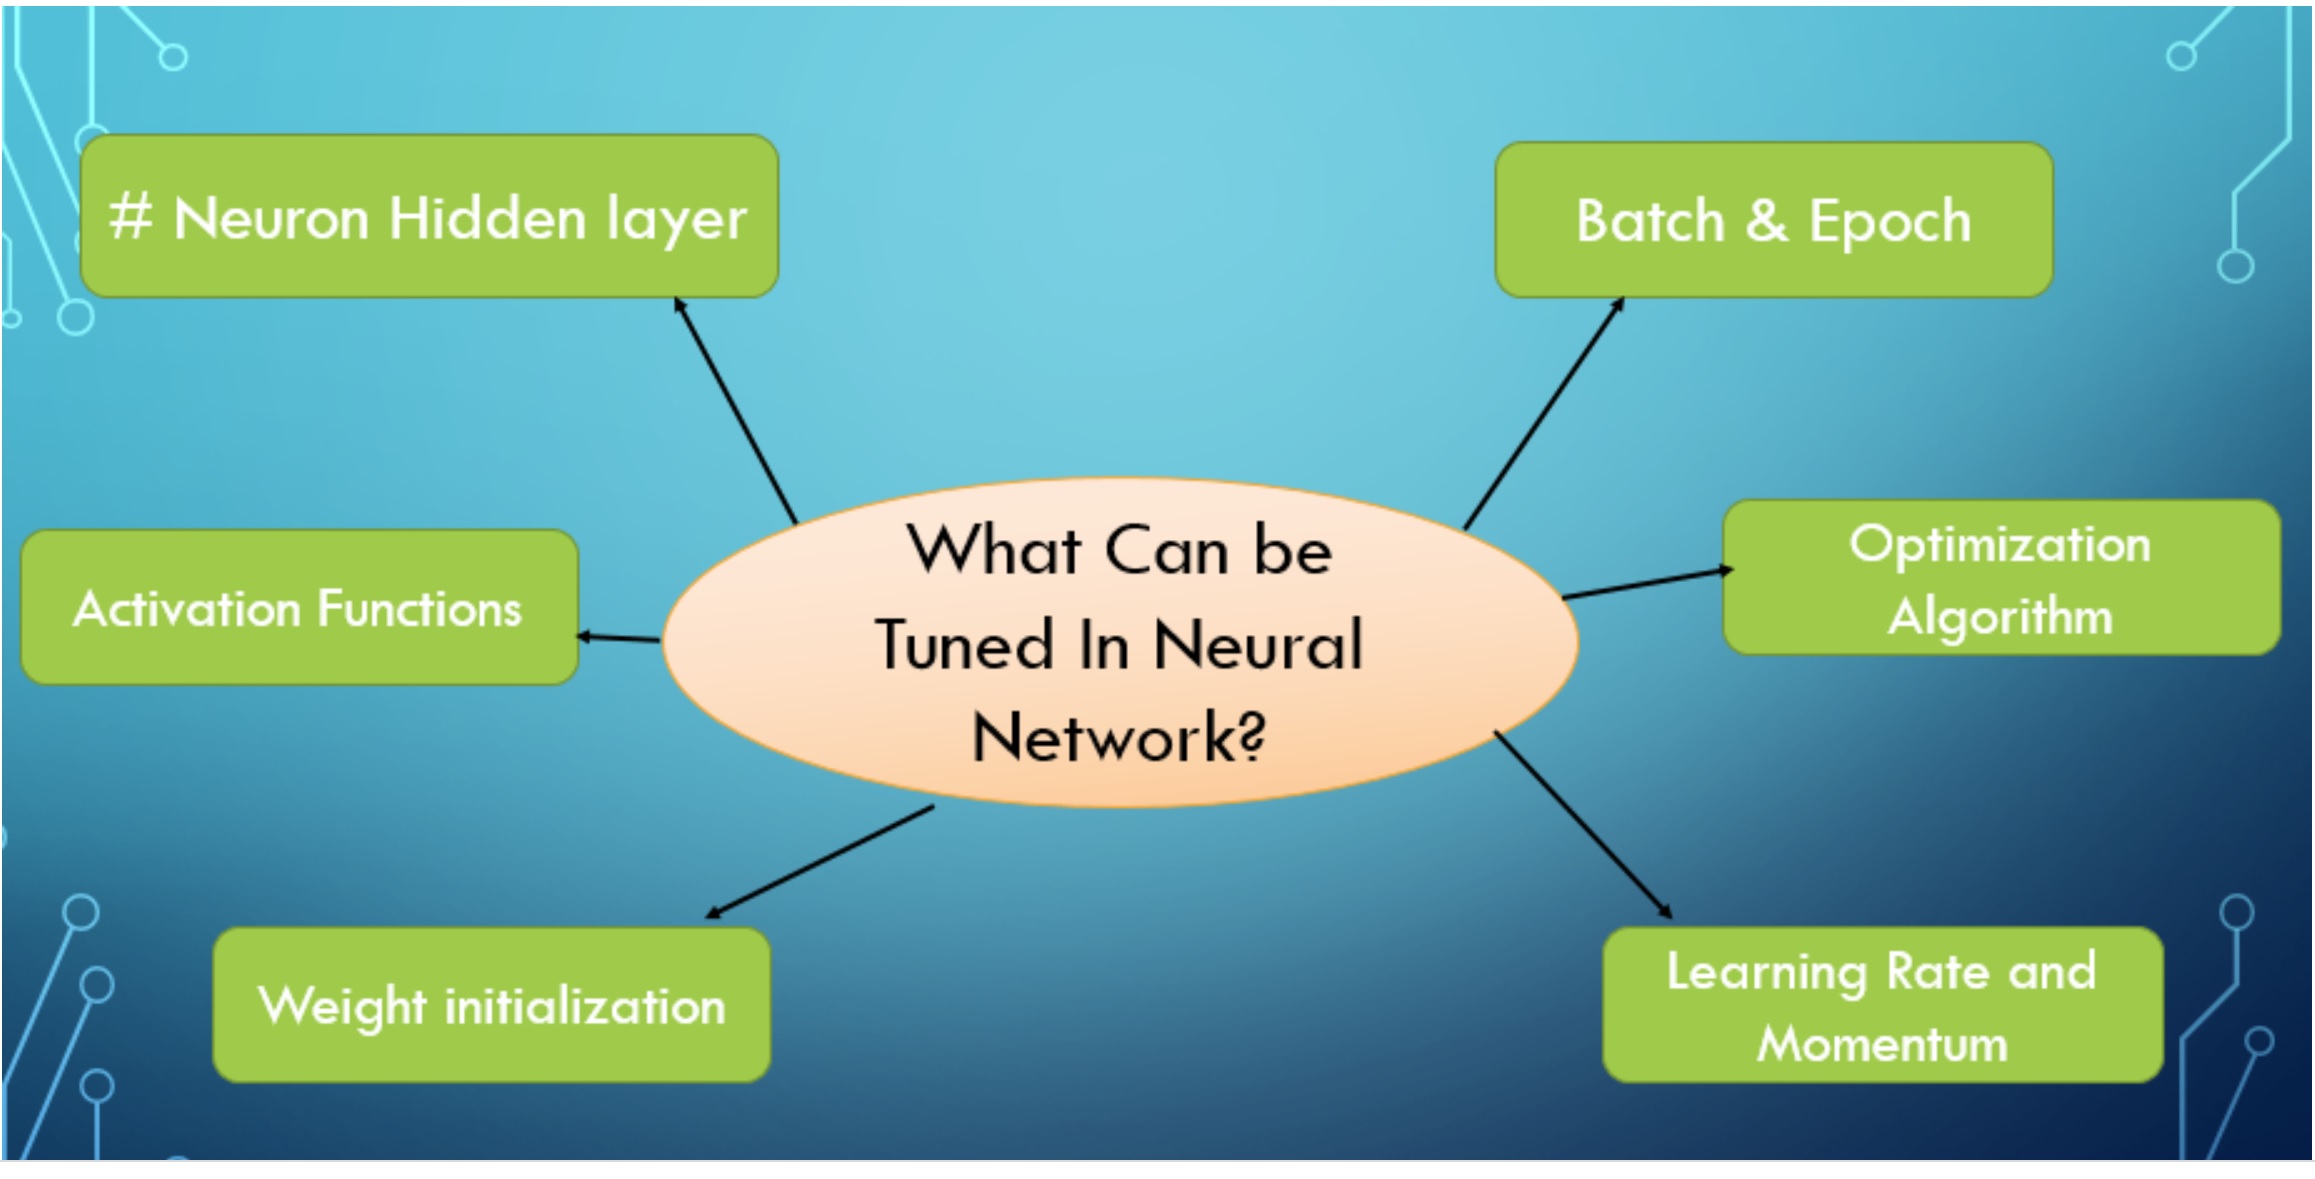 # Neuron Hidden layer
Batch & Epoch
What Can be
Tuned In Neural
Network?
Optimization
Algorithm
Activation Functions
Weight initialization
Learning Rate and
Momentum